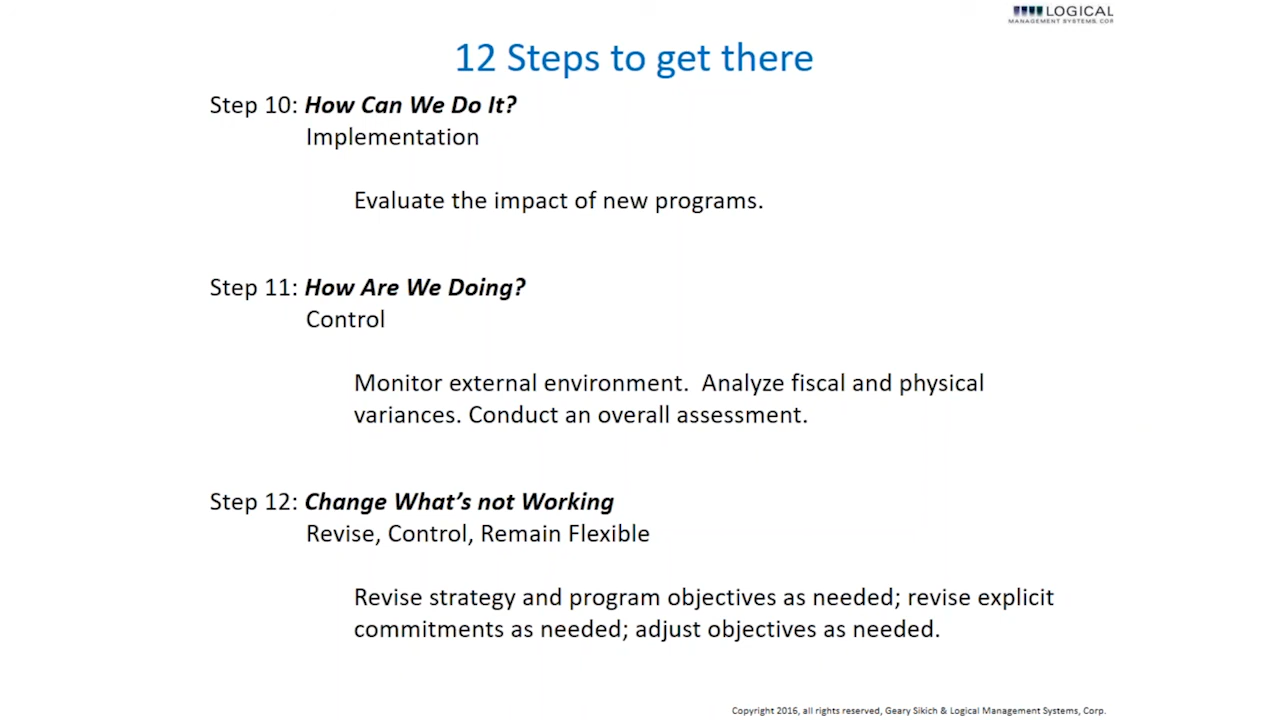 LOGICAL
MANAGEMENT SYSTEMS, COR
12 Steps to get there
Step 10: How Can We Do It?
Implementation
Evaluate the impact of new programs.
Step 11: How Are We Doing?
Control
Monitor external environment.  Analyze fiscal and physical
variances. Conduct an overall assessment.
Step 12: Change What’s not Working
Revise, Control, Remain Flexible
Revise strategy and program objectives as needed; revise explicit
commitments as needed; adjust objectives as needed.
Copyright 2016, all rights reserved, Geary Sikich & Logical Management Systems, Corp.